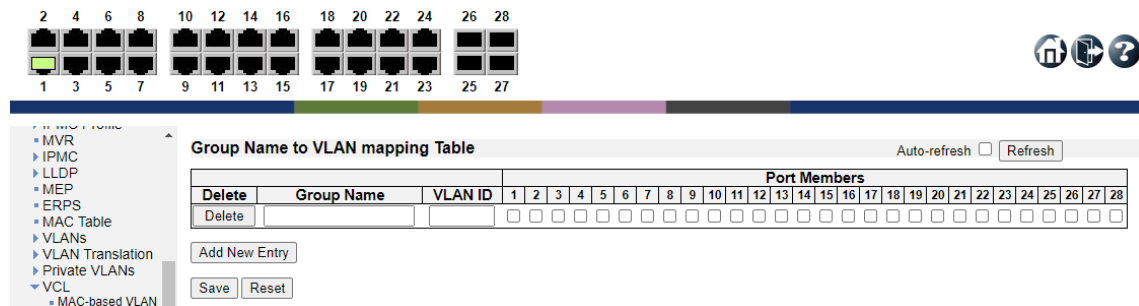 2 4 6 8 10 12 14 16 18 20 22 24 26 28
1 3 5 7 9 11 13 15 17 19 21 23 25 27
?
MVR
IPMC
LLDP
MEP
ERPS
MAC Table
VLANs
VLAN Translation
Private VLANs
VCL
MAC-based VLAN
Group Name to VLAN mapping Table
Auto-refresh Refresh
Port Members
Delete Group Name VLAN ID 1 2 3 4 5 6 7 8 9 10 11 12 13 14 15 16 17 18 19 20 21 22 23 24 25 26 27 28
Delete
Add New Entry
Save Reset